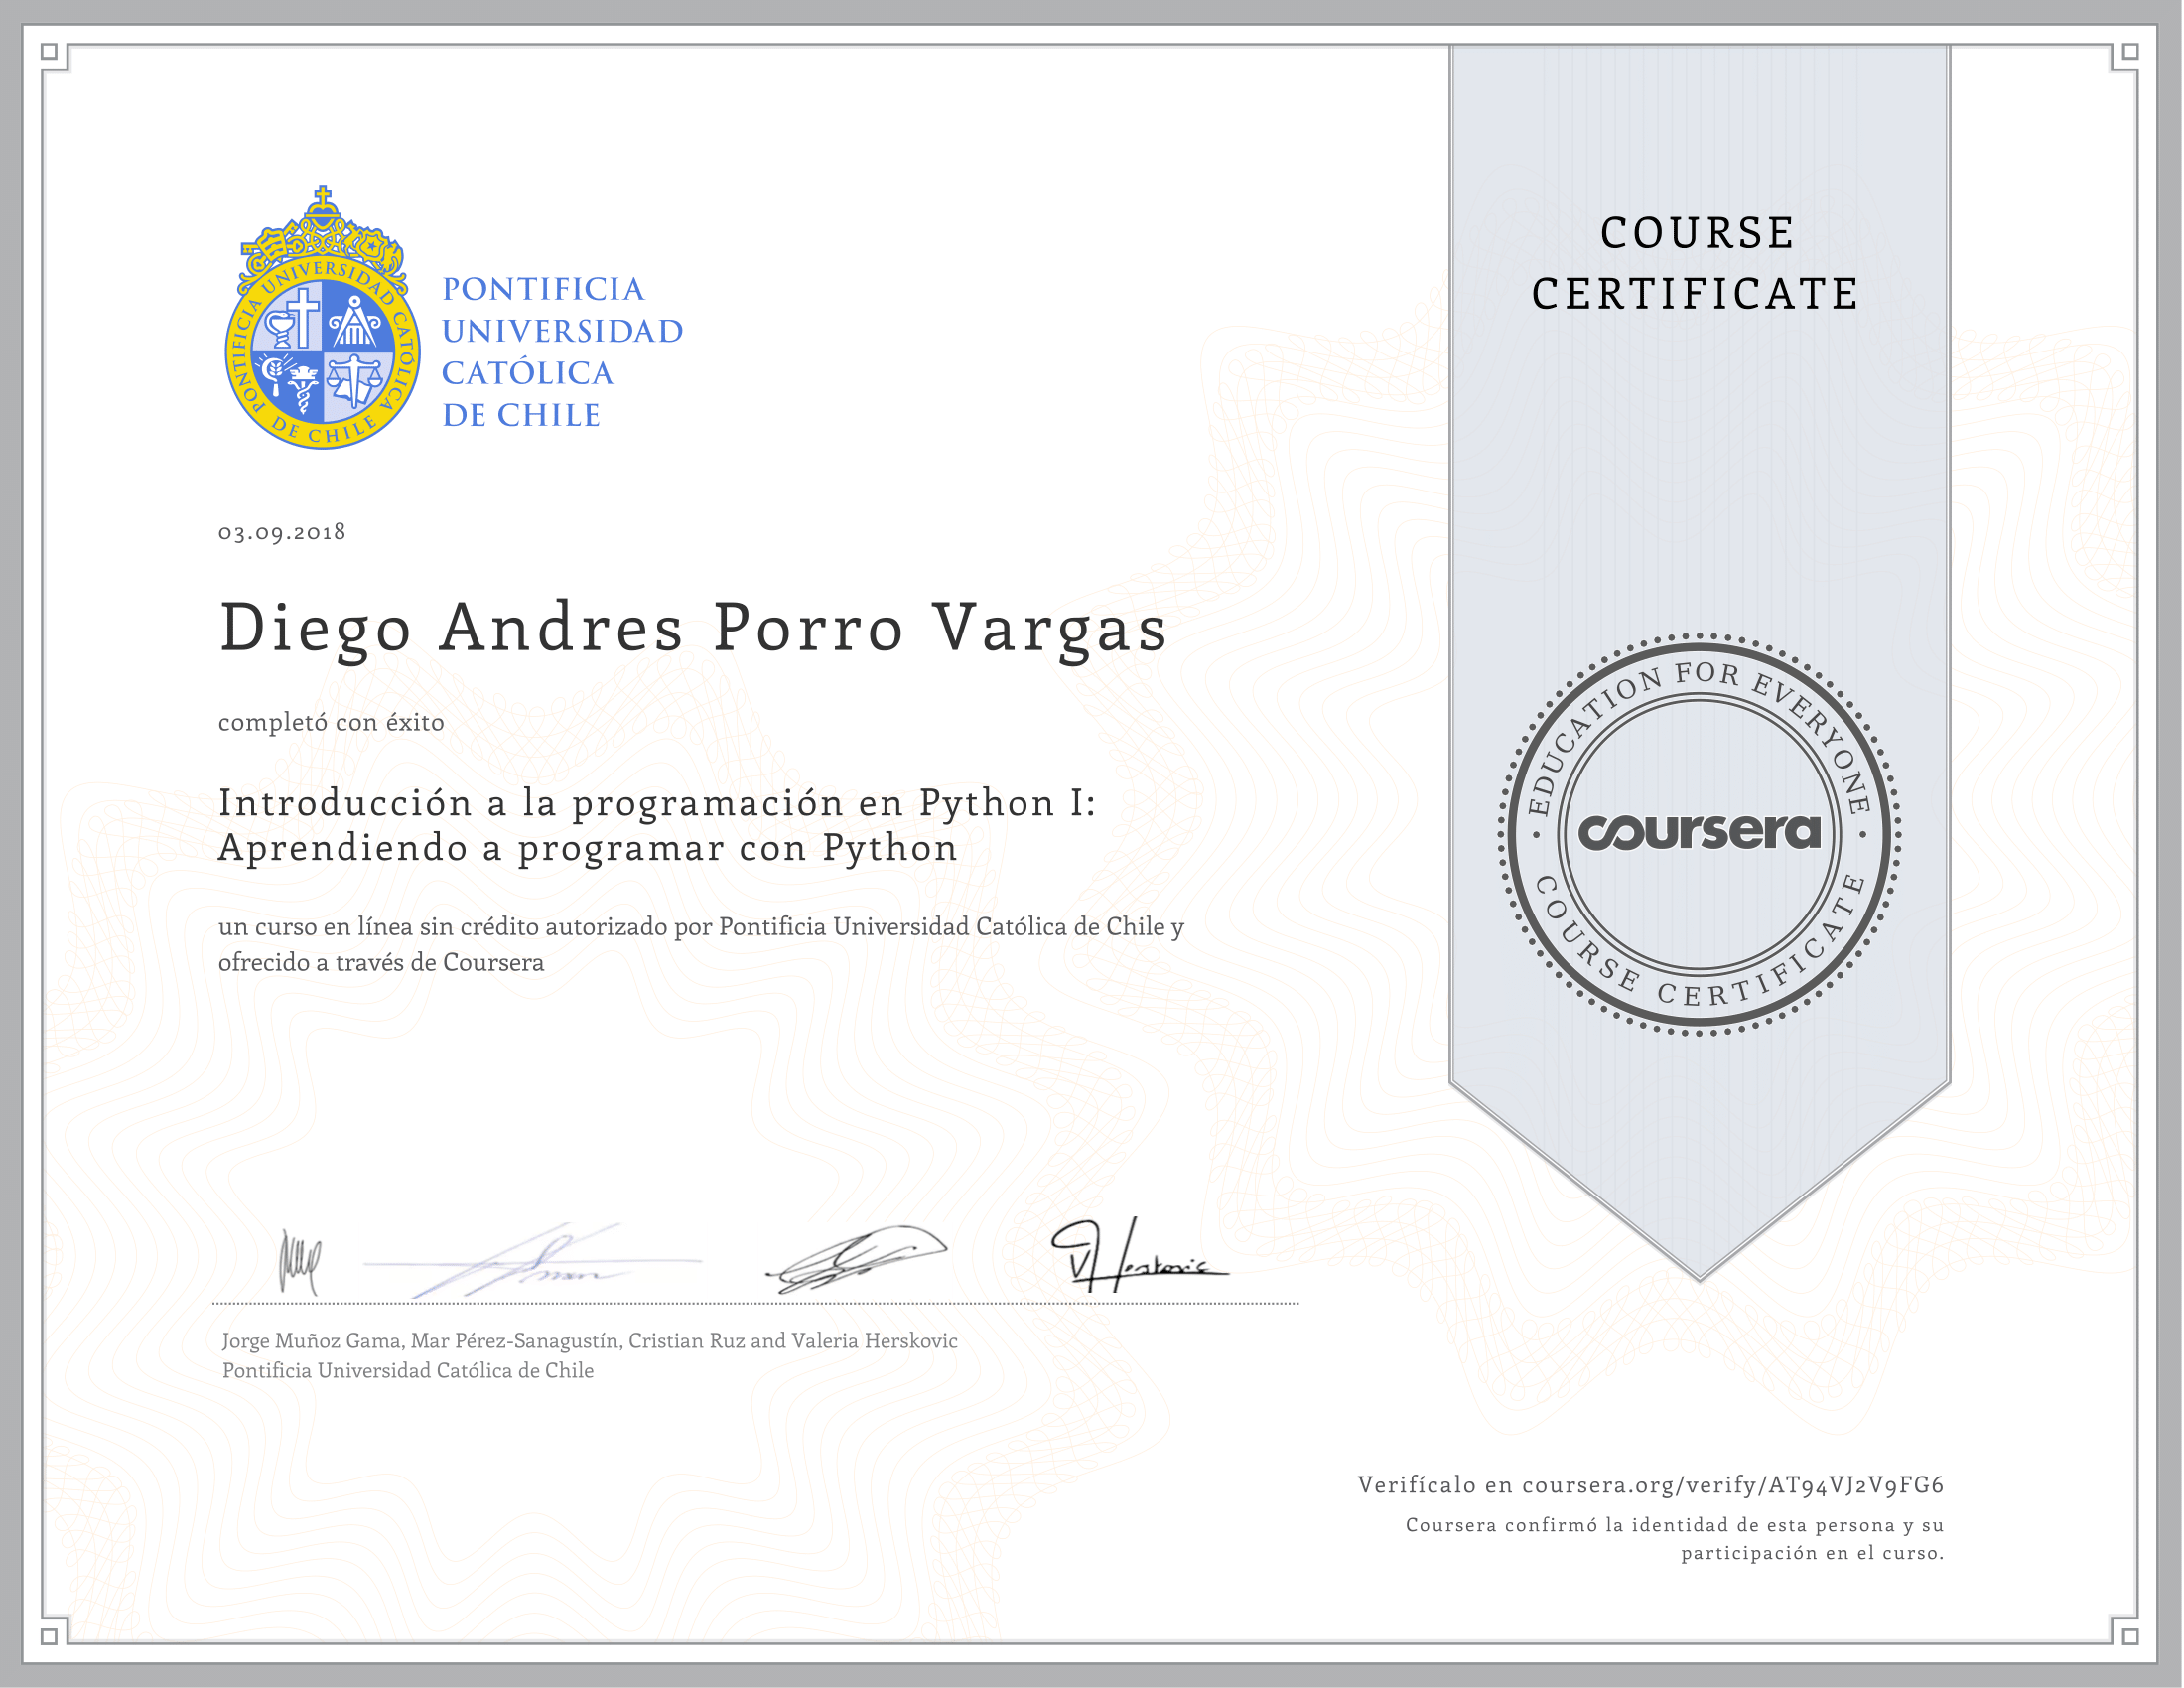 PONTIFICIA UNIVERSIDAD CATÓLICA DE CHILE
PONTIFICIA
UNIVERSIDAD
CATÓLICA
DE CHILE
03.09.2018
Diego Andres Porro Vargas
completó con éxito
Introducción a la programación en Python I:
Aprendiendo a programar con Python
un curso en línea sin crédito autorizado por Pontificia Universidad Católica de Chile y
ofrecido a través de Coursera
V Herskovic
Jorge Muñoz Gama, Mar Pérez-Sanagustín, Cristian Ruz and Valeria Herskovic
Pontificia Universidad Católica de Chile
COURSE
CERTIFICATE
EDUCATION FOR EVERYONE
coursera
COURSE CERTIFICATE
Verifícalo en coursera.org/verify/AT94VJ2V9FG6
Coursera confirmó la identidad de esta persona y su
participación en el curso.